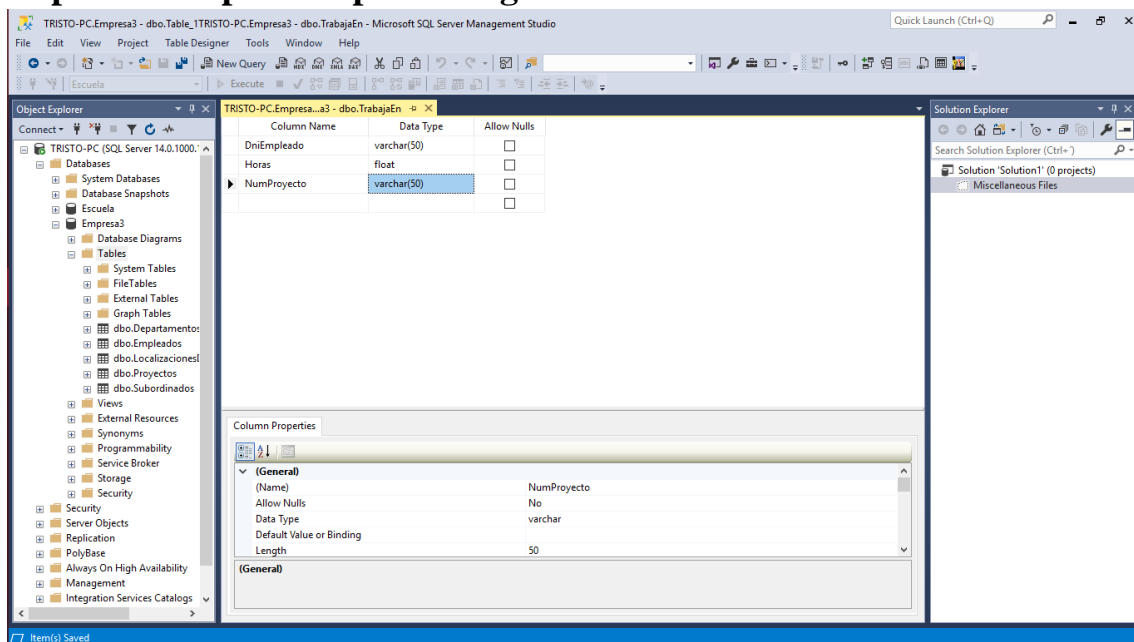 TRISTO-PC.Empresa3 - dbo.Table_1TRISTO-PC.Empresa3 - dbo.TrabajaEn - Microsoft SQL Server Management Studio
Quick Launch (Ctrl+Q)
File Edit View Project Table Designer Tools Window Help
New Query
Escuela
Execute
Object Explorer
Connect
TRISTO-PC (SQL Server 14.0.1000.
Databases
System Databases
Database Snapshots
Escuela
Empresa3
Database Diagrams
Tables
System Tables
FileTables
External Tables
Graph Tables
dbo.Departamentos
dbo.Empleados
dbo.Localizaciones
dbo.Proyectos
dbo.Subordinados
Views
External Resources
Synonyms
Programmability
Service Broker
Storage
Security
Security
Server Objects
Replication
PolyBase
Always On High Availability
Management
Integration Services Catalogs
TRISTO-PC.Empresa...a3 - dbo.TrabajaEn
Column Name Data Type Allow Nulls
DniEmpleado varchar(50)
Horas float
NumProyecto varchar(50)
Column Properties
(General)
(Name) NumProyecto
Allow Nulls No
Data Type varchar
Default Value or Binding
Length 50
(General)
Solution Explorer
Search Solution Explorer (Ctrl+´)
Solution 'Solution1' (0 projects)
Miscellaneous Files
Item(s) Saved